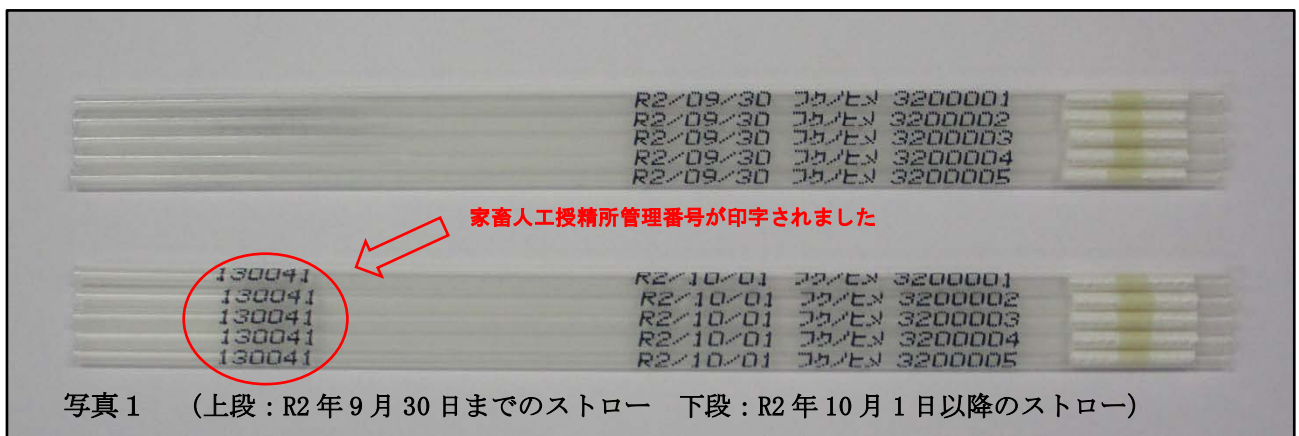 R2/09/30 フクノヒメ 3200001
R2/09/30 フクノヒメ 3200002
R2/09/30 フクノヒメ 3200003
R2/09/30 フクノヒメ 3200004
R2/09/30 フクノヒメ 3200005
家畜人工授精所管理番号が印字されました
130041 R2/10/01 フクノヒメ 3200001
130041 R2/10/01 フクノヒメ 3200002
130041 R2/10/01 フクノヒメ 3200003
130041 R2/10/01 フクノヒメ 3200004
130041 R2/10/01 フクノヒメ 3200005
写真1 (上段:R2年9月30日までのストロー 下段:R2年10月1日以降のストロー)